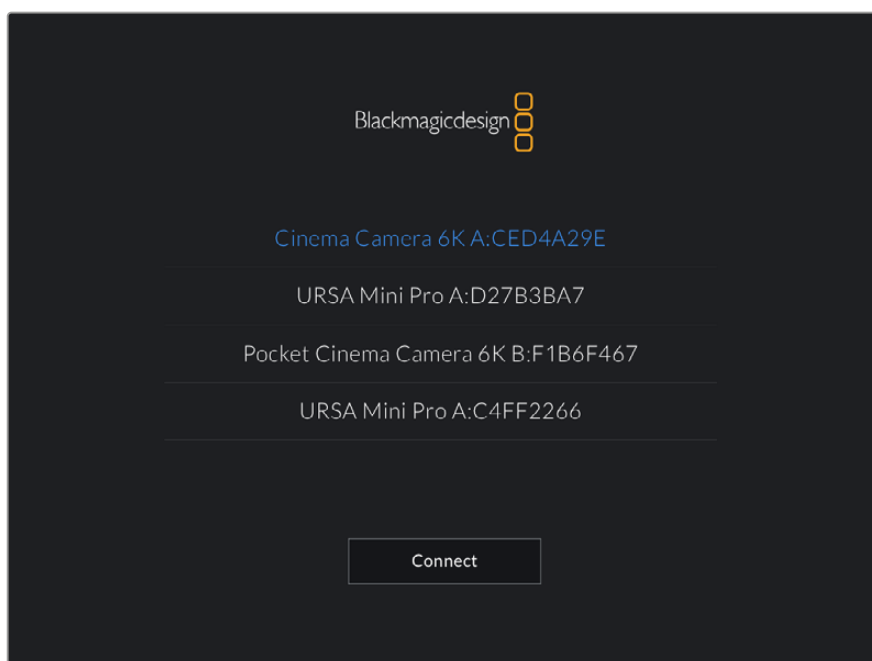 Blackmagicdesign
Cinema Camera 6K A:CED4A29E
URSA Mini Pro A:D27B3BA7
Pocket Cinema Camera 6K B:F1B6F467
URSA Mini Pro A:C4FF2266
Connect